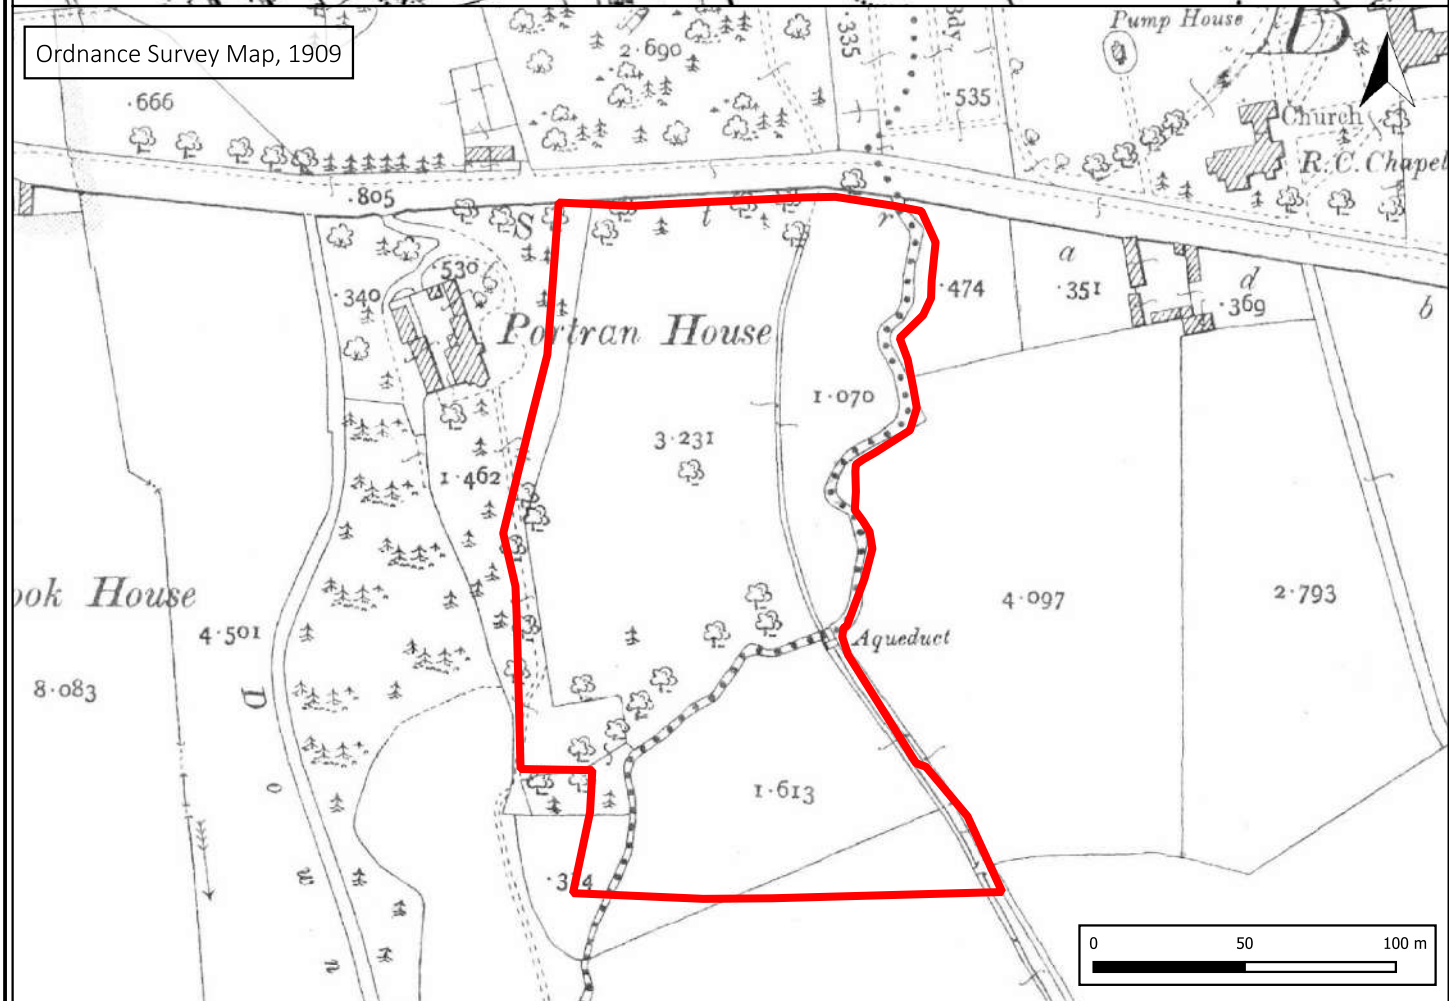 Ordnance Survey Map, 1909
Pump House
B
·335
Bdy.
2·690
·666
·535
Church
R.C. Chapel
·805
S t r a d b
·530
·340
·474
·351
·369
Portran House
1·070
3·231
1·462
ook House
4·501
4·097
2·793
Aqueduct
8·083
D o w n
1·613
0 50 100 m